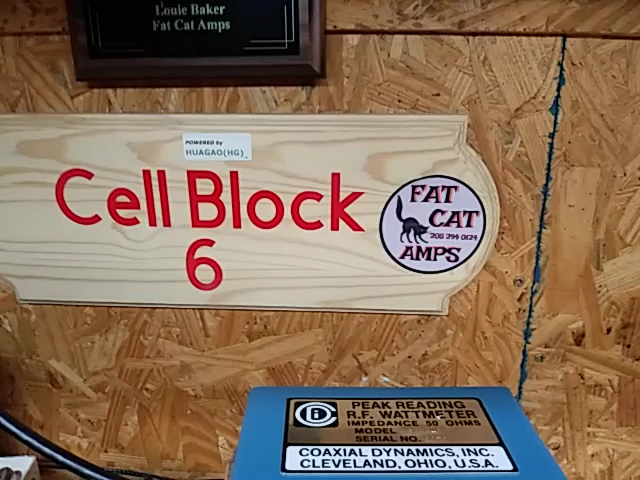 Louie Baker
Fat Cat Amps
POWERED by
HUAGAO(HG)
Cell Block
6
FAT
CAT
206 294 0124
AMPS
PEAK READING
R.F. WATTMETER
IMPEDANCE 50 OHMS
MODEL
SERIAL NO.
COAXIAL DYNAMICS, INC.
CLEVELAND, OHIO, U.S.A.